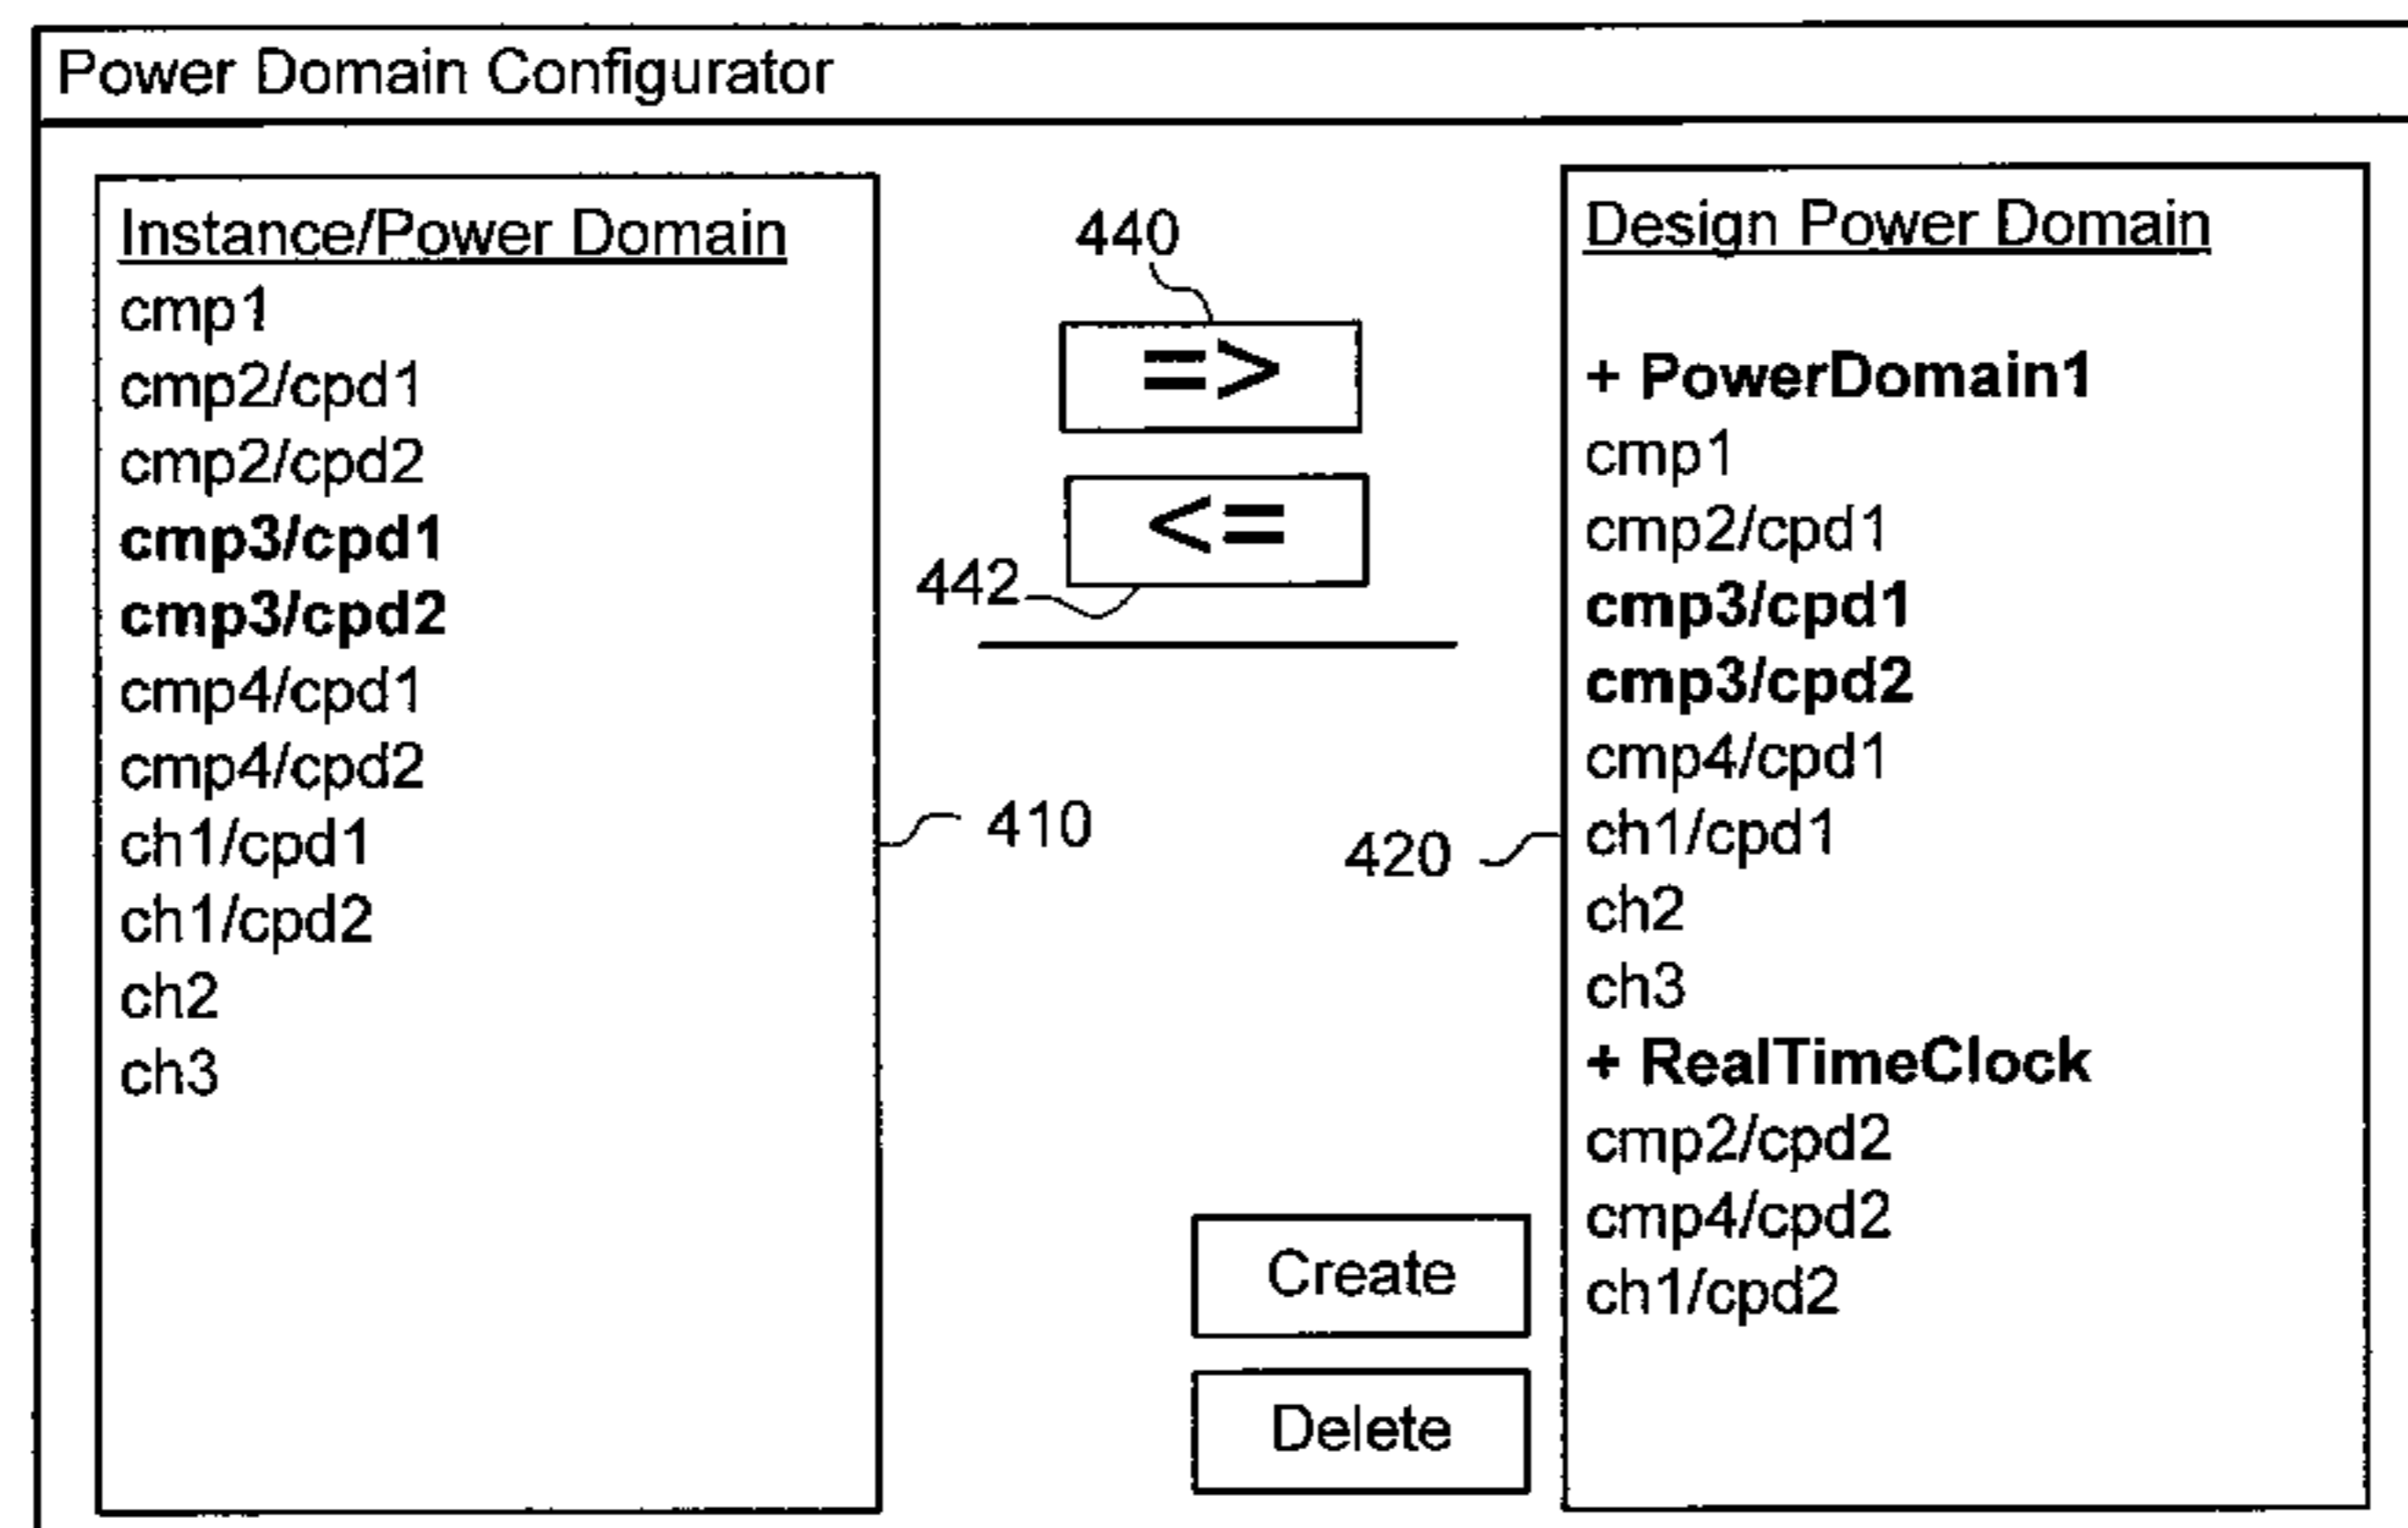 Power Domain Configurator
Instance/Power Domain
cmp1
cmp2/cpd1
cmp2/cpd2
cmp3/cpd1
cmp3/cpd2
cmp4/cpd1
cmp4/cpd2
ch1/cpd1
ch1/cpd2
ch2
ch3
440
=>
<=
442
410
420
Create
Delete
Design Power Domain
+ PowerDomain1
cmp1
cmp2/cpd1
cmp3/cpd1
cmp3/cpd2
cmp4/cpd1
ch1/cpd1
ch2
ch3
+ RealTimeClock
cmp2/cpd2
cmp4/cpd2
ch1/cpd2